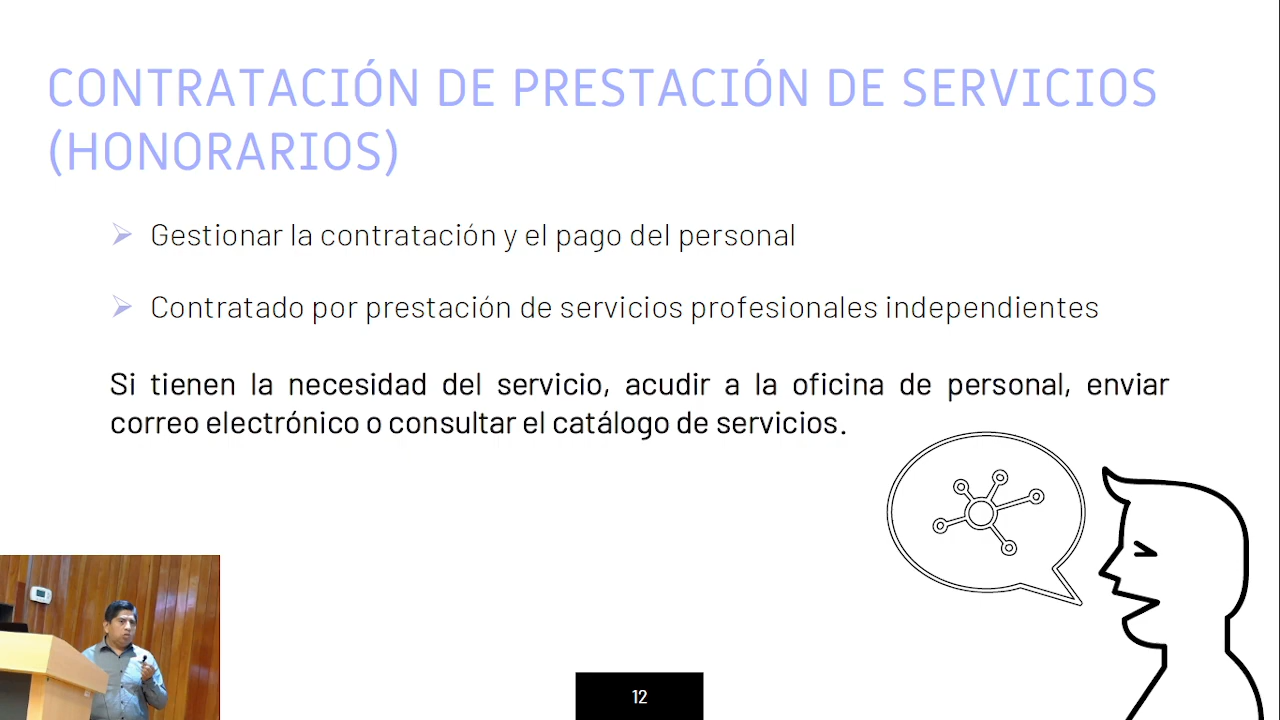 CONTRATACIÓN DE PRESTACIÓN DE SERVICIOS
(HONORARIOS)
Gestionar la contratación y el pago del personal
Contratado por prestación de servicios profesionales independientes
Si tienen la necesidad del servicio, acudir a la oficina de personal, enviar
correo electrónico o consultar el catálogo de servicios.
12